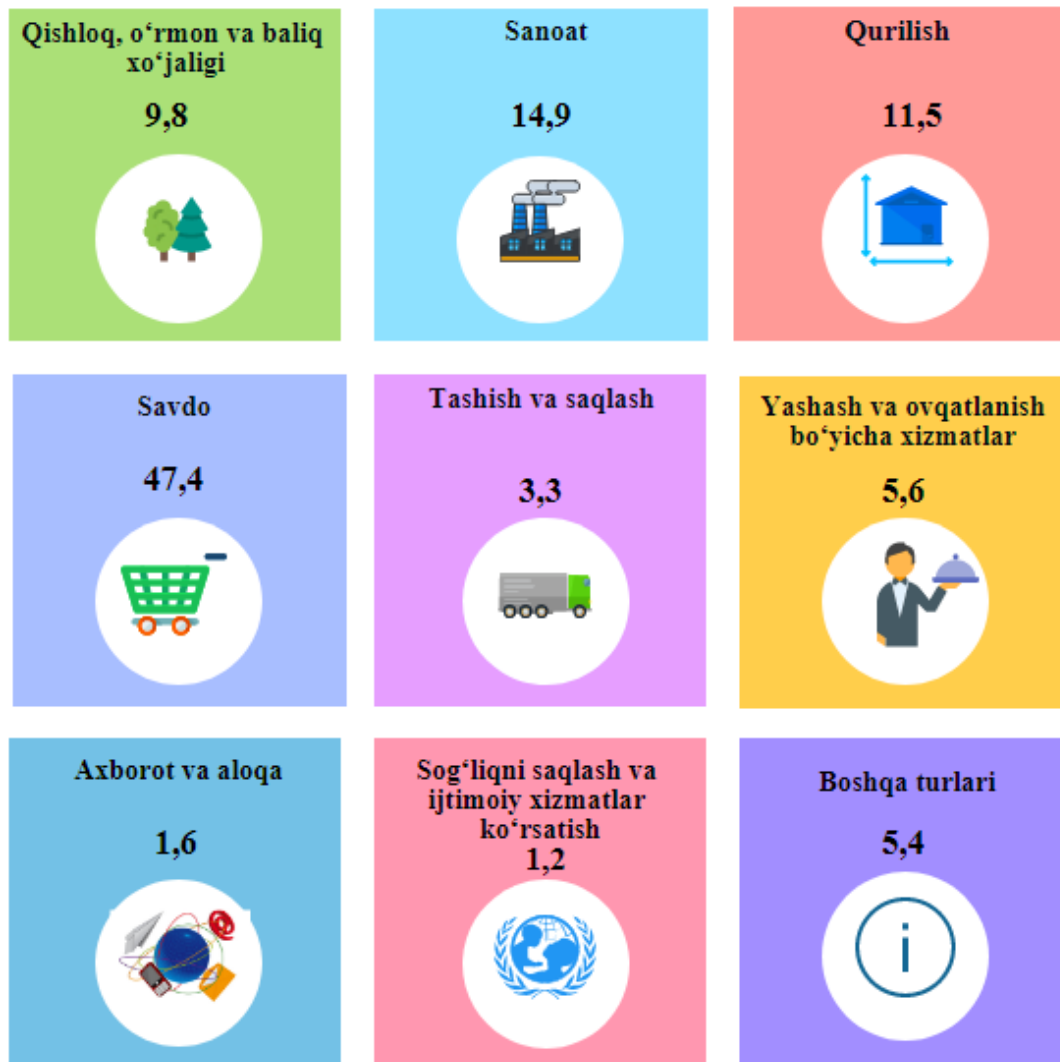 Qishloq, o‘rmon va baliq
xo‘jaligi
9,8
Sanoat
14,9
Qurilish
11,5
Savdo
47,4
Tashish va saqlash
3,3
Yashash va ovqatlanish
bo‘yicha xizmatlar
5,6
Axborot va aloqa
1,6
Sog‘liqni saqlash va
ijtimoiy xizmatlar
ko‘rsatish
1,2
Boshqa turlari
5,4
i